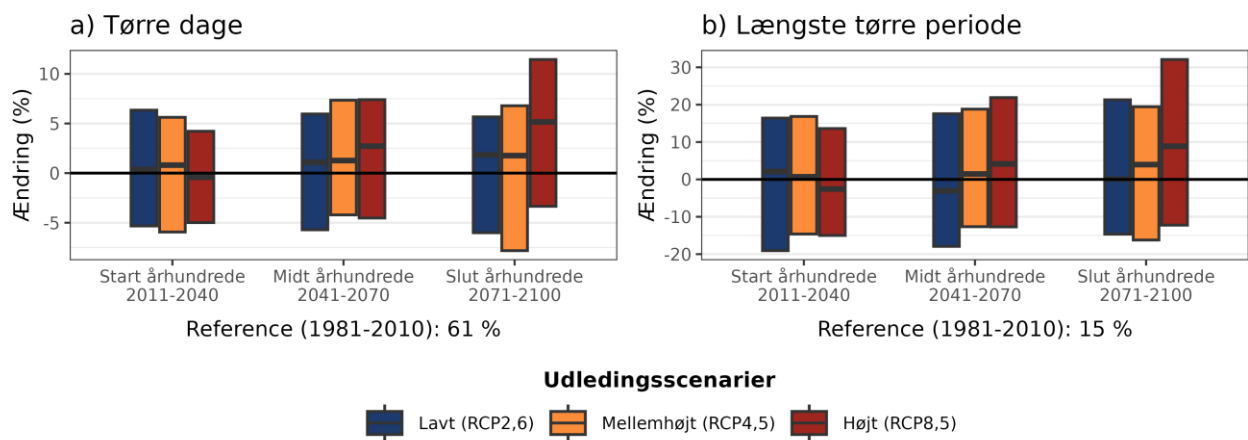 a) Tørre dage
b) Længste tørre periode
Ændring (%)
10
5
0
-5
Start århundrede
2011-2040
Midt århundrede
2041-2070
Slut århundrede
2071-2100
Reference (1981-2010): 61 %
Ændring (%)
30
20
10
0
-10
-20
Start århundrede
2011-2040
Midt århundrede
2041-2070
Slut århundrede
2071-2100
Reference (1981-2010): 15 %
Udledingsscenarier
Lavt (RCP2,6)
Mellemhøjt (RCP4,5)
Højt (RCP8,5)